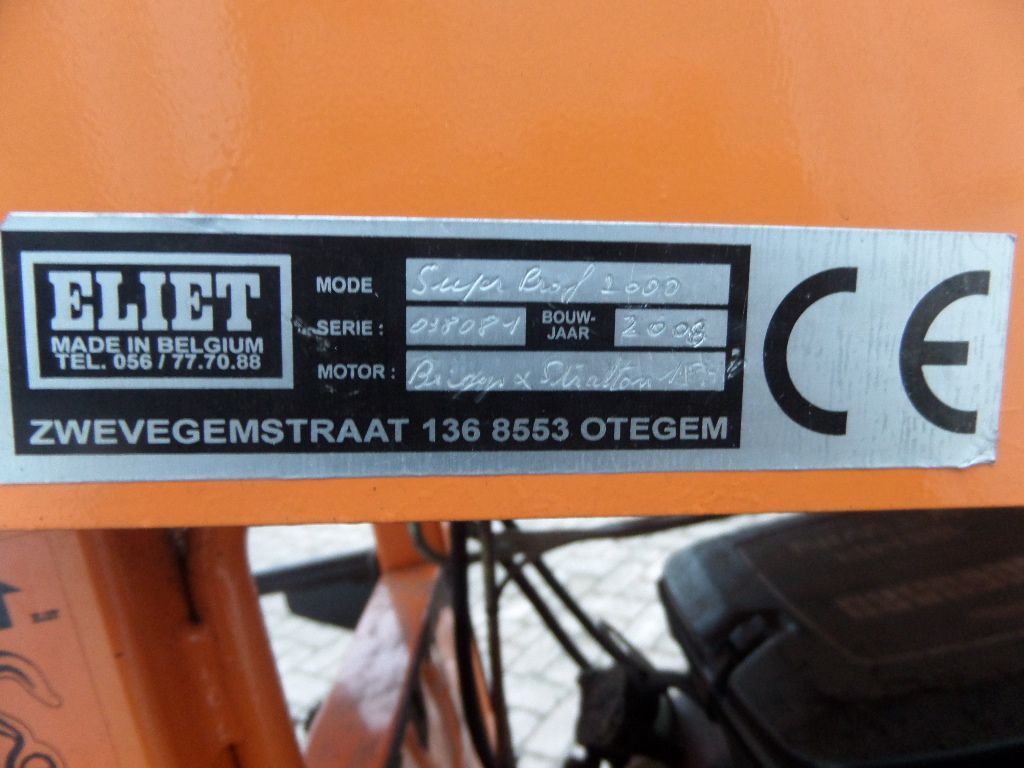 ELIET
MADE IN BELGIUM
TEL. 056 / 77.70.88
MODE Super Prof 2000
SERIE : 038081 BOUW-JAAR 2008
MOTOR : Briggs & Stratton
ZWEVEGEMSTRAAT 136 8553 OTEGEM
CE